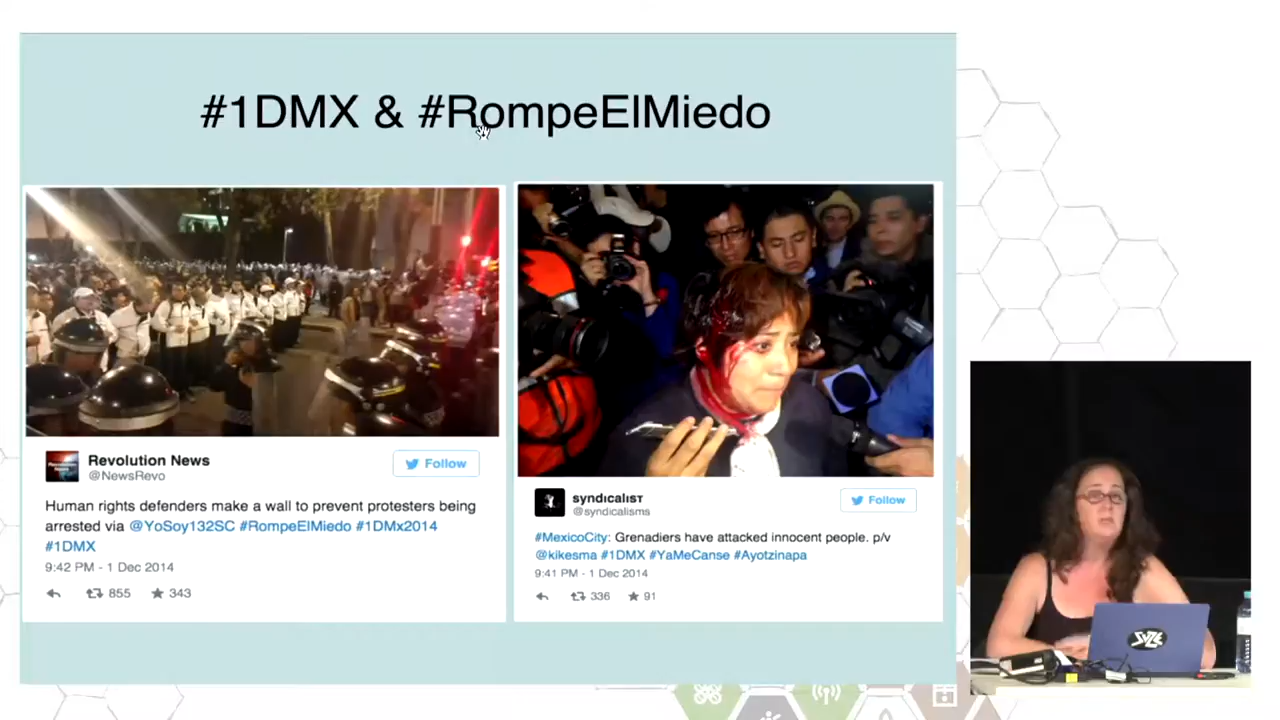 #1DMX & #RompeElMiedo
Revolution News
@NewsRevo
Follow
Human rights defenders make a wall to prevent protesters being
arrested via @YoSoy132SC #RompeElMiedo #1DMx2014
#1DMX
9:42 PM - 1 Dec 2014
855
343
syndicalist
@syndicalisms
Follow
#MexicoCity: Grenadiers have attacked innocent people. p/v
@kikesma #1DMX #YaMeCanse #Ayotzinapa
9:41 PM - 1 Dec 2014
336
91